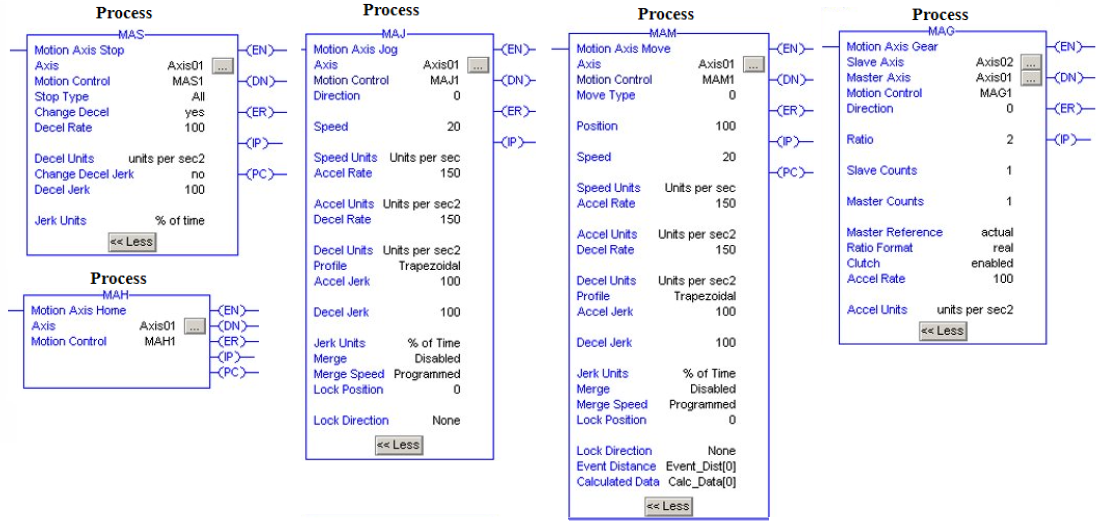 Process
MAS
Motion Axis Stop (EN)
Axis Axis01 ...
Motion Control MAS1 (DN)
Stop Type All
Change Decel yes (ER)
Decel Rate 100
(IP)
Decel Units units per sec2
Change Decel Jerk no (PC)
Decel Jerk 100
Jerk Units % of time
<< Less
Process
MAH
Motion Axis Home (EN)
Axis Axis01 ... (DN)
Motion Control MAH1 (ER)
(IP)
(PC)
Process
MAJ
Motion Axis Jog (EN)
Axis Axis01 ...
Motion Control MAJ1 (DN)
Direction 0
(ER)
Speed 20
(IP)
Speed Units Units per sec
Accel Rate 150
Accel Units Units per sec2
Decel Rate 150
Decel Units Units per sec2
Profile Trapezoidal
Accel Jerk 100
Decel Jerk 100
Jerk Units % of Time
Merge Disabled
Merge Speed Programmed
Lock Position 0
Lock Direction None
<< Less
Process
MAM
Motion Axis Move (EN)
Axis Axis01 ...
Motion Control MAM1 (DN)
Move Type 0
(ER)
Position 100
(IP)
Speed 20
(PC)
Speed Units Units per sec
Accel Rate 150
Accel Units Units per sec2
Decel Rate 150
Decel Units Units per sec2
Profile Trapezoidal
Accel Jerk 100
Decel Jerk 100
Jerk Units % of Time
Merge Disabled
Merge Speed Programmed
Lock Position 0
Lock Direction None
Event Distance Event_Dist[0]
Calculated Data Calc_Data[0]
<< Less
Process
MAG
Motion Axis Gear (EN)
Slave Axis Axis02 ...
Master Axis Axis01 ... (DN)
Motion Control MAG1
Direction 0 (ER)
Ratio 2 (IP)
Slave Counts 1
Master Counts 1
Master Reference actual
Ratio Format real
Clutch enabled
Accel Rate 100
Accel Units units per sec2
<< Less